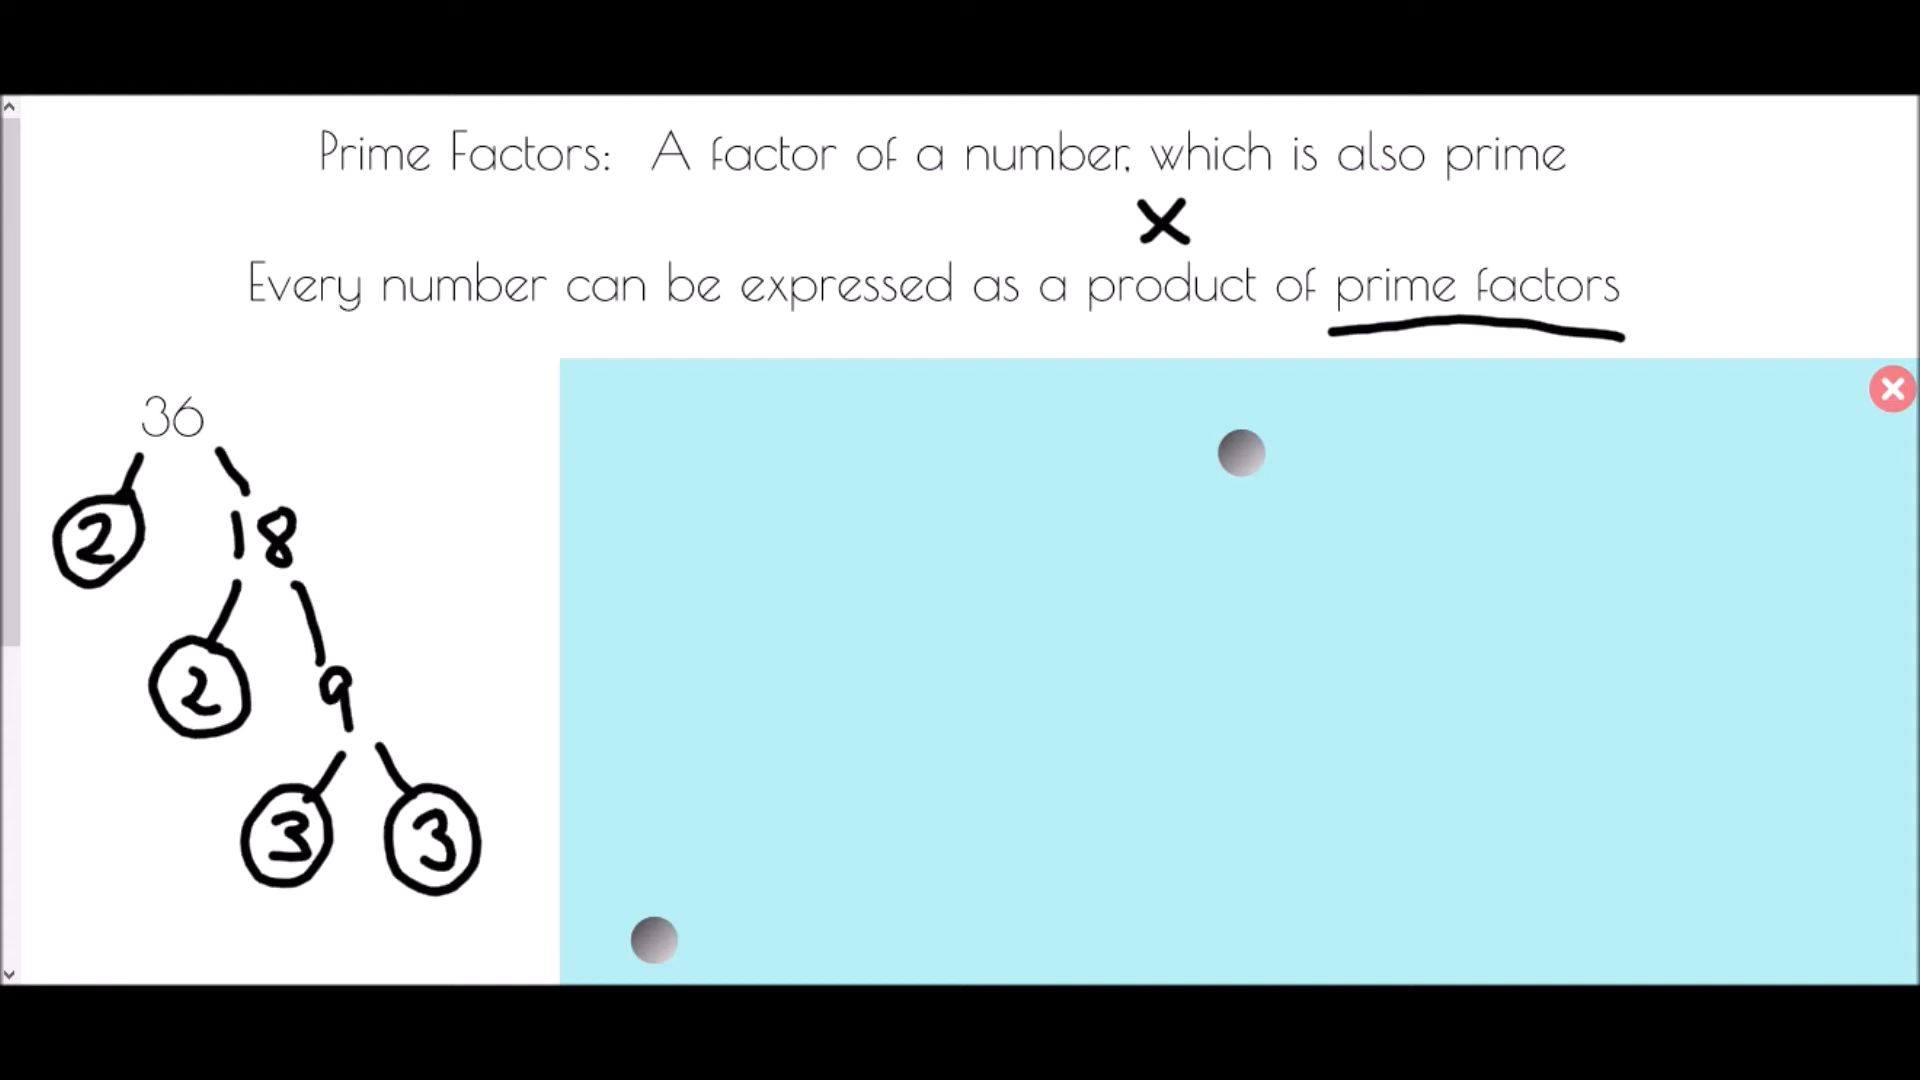 Prime Factors: A factor of a number, which is also prime
×
Every number can be expressed as a product of prime factors
36
2 18
2 9
3 3